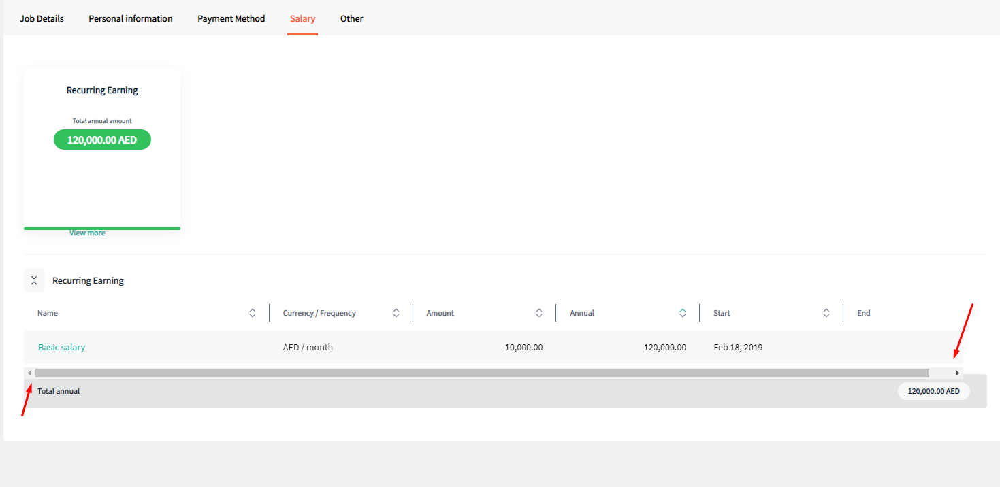 Job Details Personal information Payment Method Salary Other
Recurring Earning
Total annual amount
120,000.00 AED
View more
Recurring Earning
Name Currency / Frequency Amount Annual Start End
Basic salary AED / month 10,000.00 120,000.00 Feb 18, 2019
Total annual 120,000.00 AED